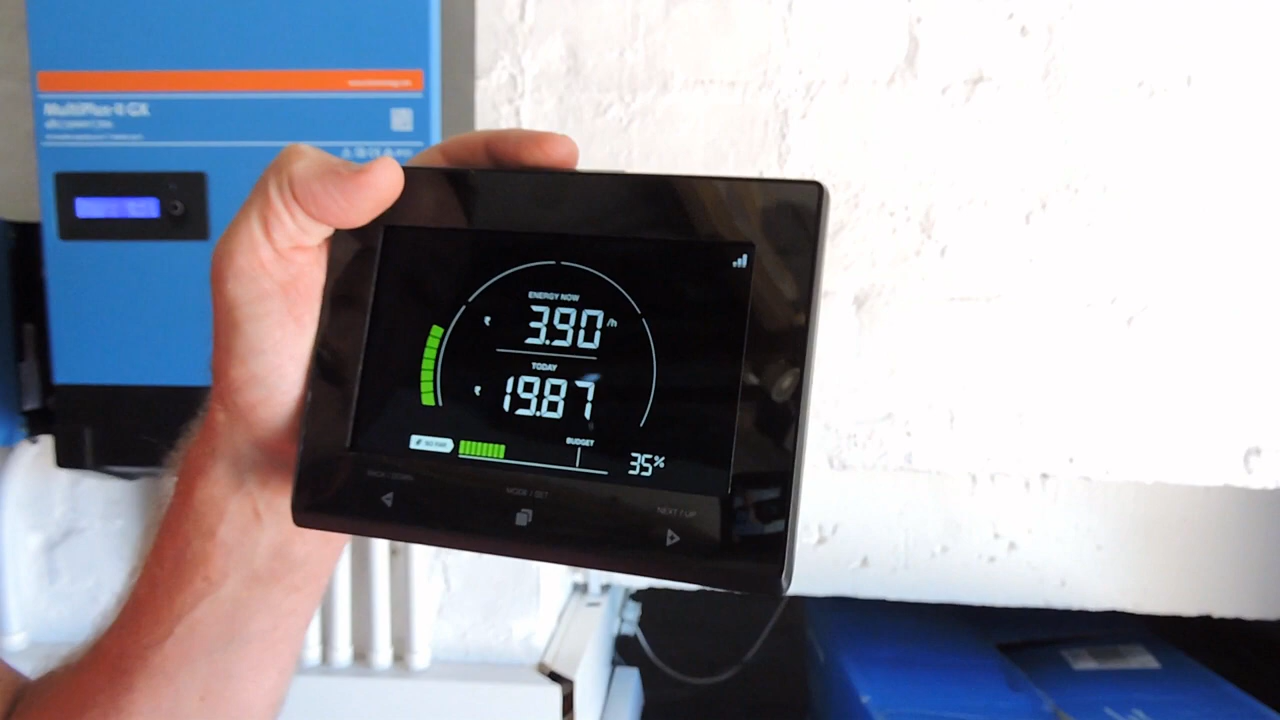 MultiPlus-II GX
ENERGY NOW
₹ 3.90 /h
TODAY
₹ 19.87
BUDGET
35%
BACK / DOWN
MODE / SET
NEXT / UP